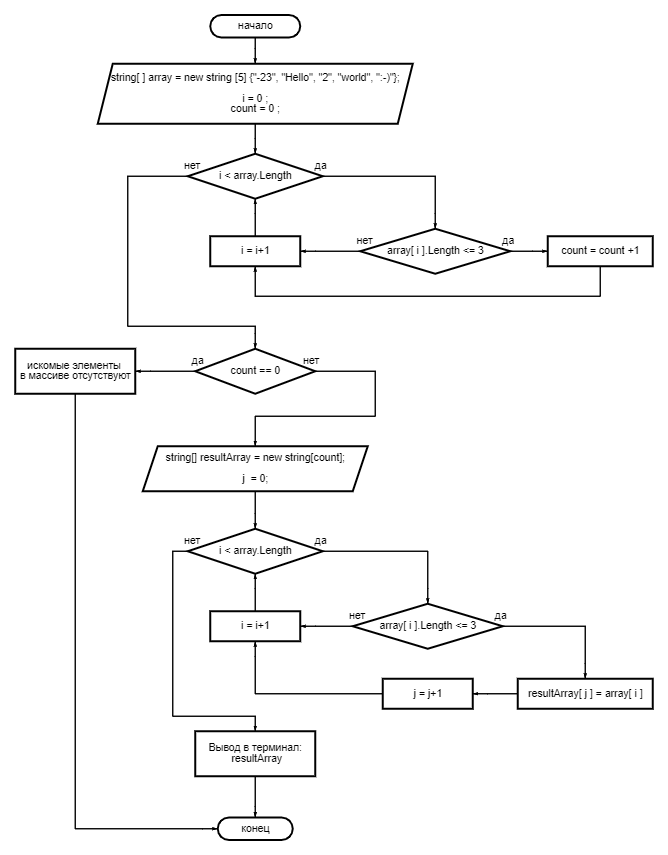 начало
string[ ] array = new string [5] {"-23", "Hello", "2", "world", ":-)"};
i = 0 ;
count = 0 ;
нет
да
i < array.Length
i = i+1
нет
array[ i ].Length <= 3
да
count = count +1
искомые элементы
в массиве отсутствуют
да
count == 0
нет
string[] resultArray = new string[count];
j  = 0;
нет
да
i < array.Length
i = i+1
нет
array[ i ].Length <= 3
да
j = j+1
resultArray[ j ] = array[ i ]
Вывод в терминал:
resultArray
конец